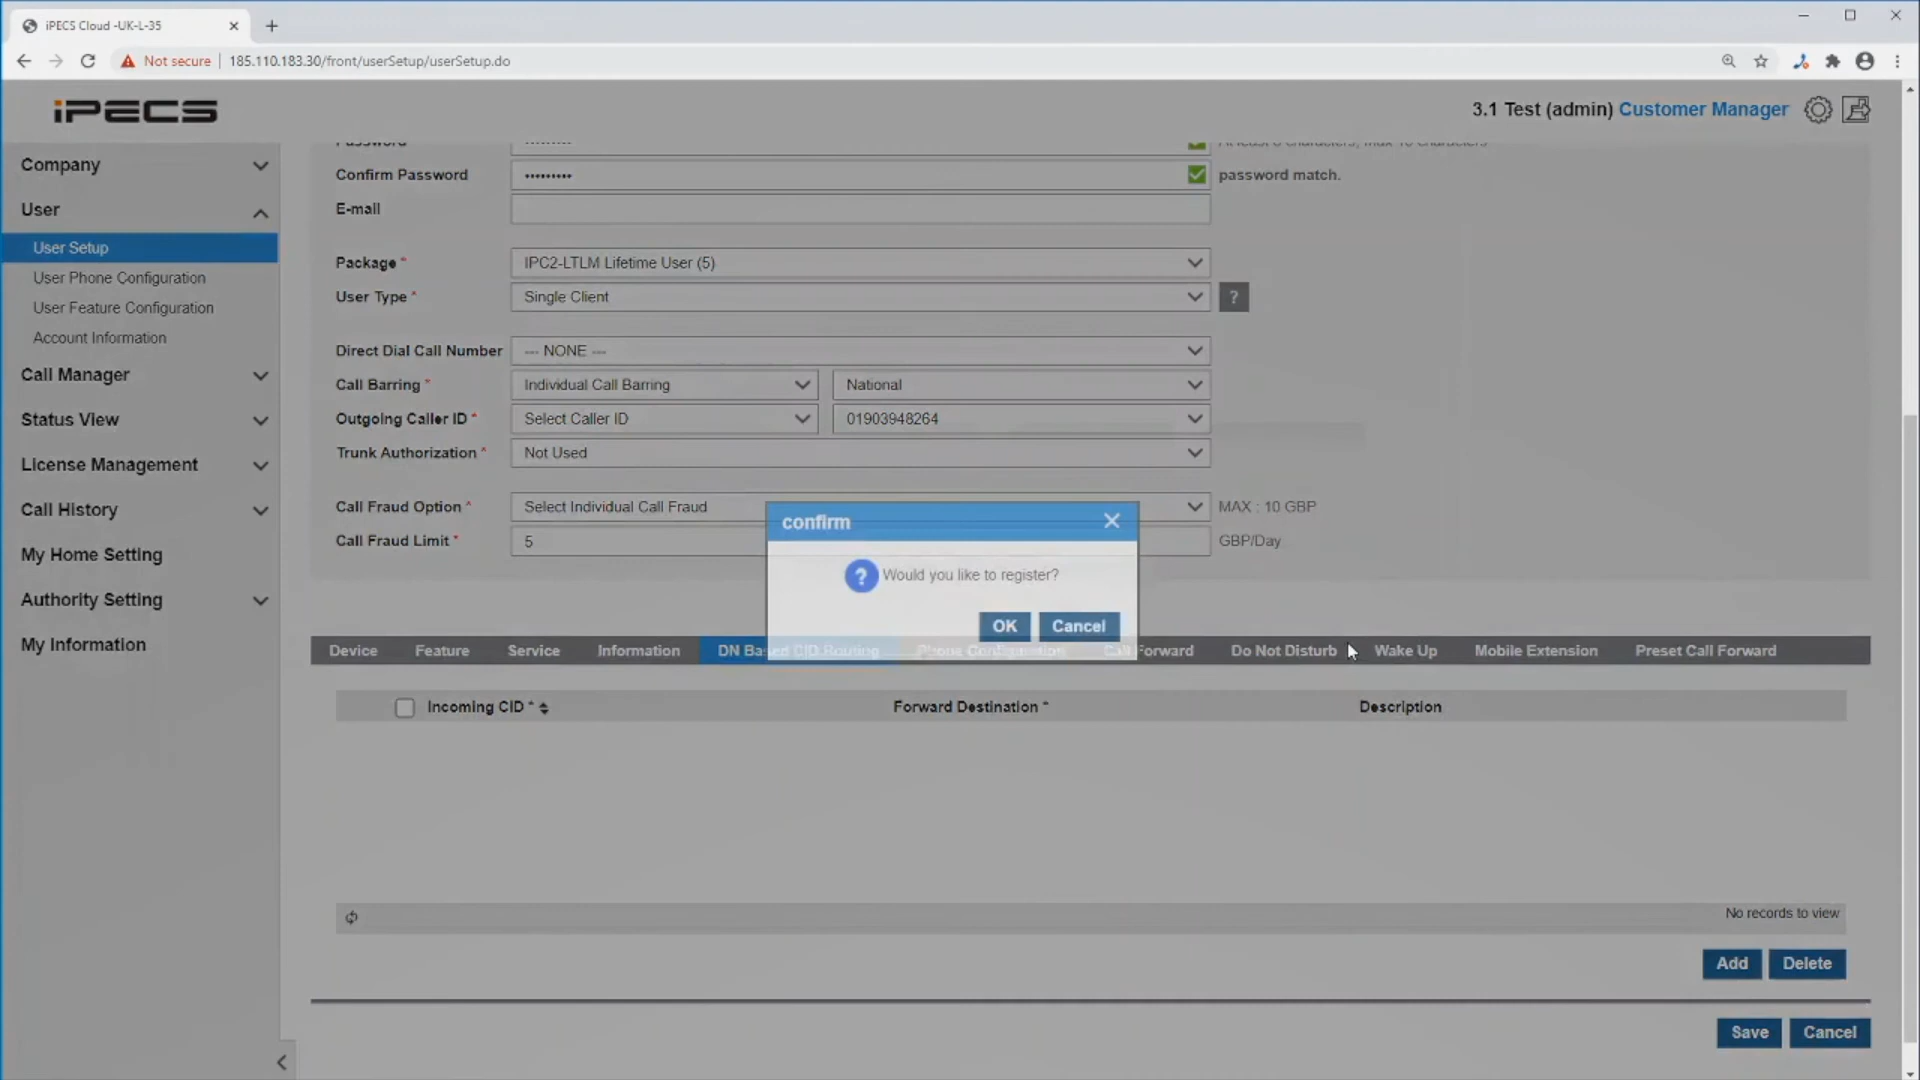 iPECS Cloud -UK-L-35
Not secure
185.110.183.30/front/userSetup/userSetup.do
iPECS
3.1 Test (admin) Customer Manager
Company
User
User Setup
User Phone Configuration
User Feature Configuration
Account Information
Call Manager
Status View
License Management
Call History
My Home Setting
Authority Setting
My Information
Password
Confirm Password ••••••••• password match.
E-mail
Package * IPC2-LTLM Lifetime User (5)
User Type * Single Client ?
Direct Dial Call Number --- NONE ---
Call Barring * Individual Call Barring National
Outgoing Caller ID * Select Caller ID 01903948264
Trunk Authorization * Not Used
Call Fraud Option * Select Individual Call Fraud MAX : 10 GBP
Call Fraud Limit * 5 GBP/Day
confirm
Would you like to register?
OK Cancel
Device Feature Service Information DN Based CID Routing Phone Configuration Call Forward Do Not Disturb Wake Up Mobile Extension Preset Call Forward
Incoming CID * Forward Destination * Description
No records to view
Add Delete
Save Cancel